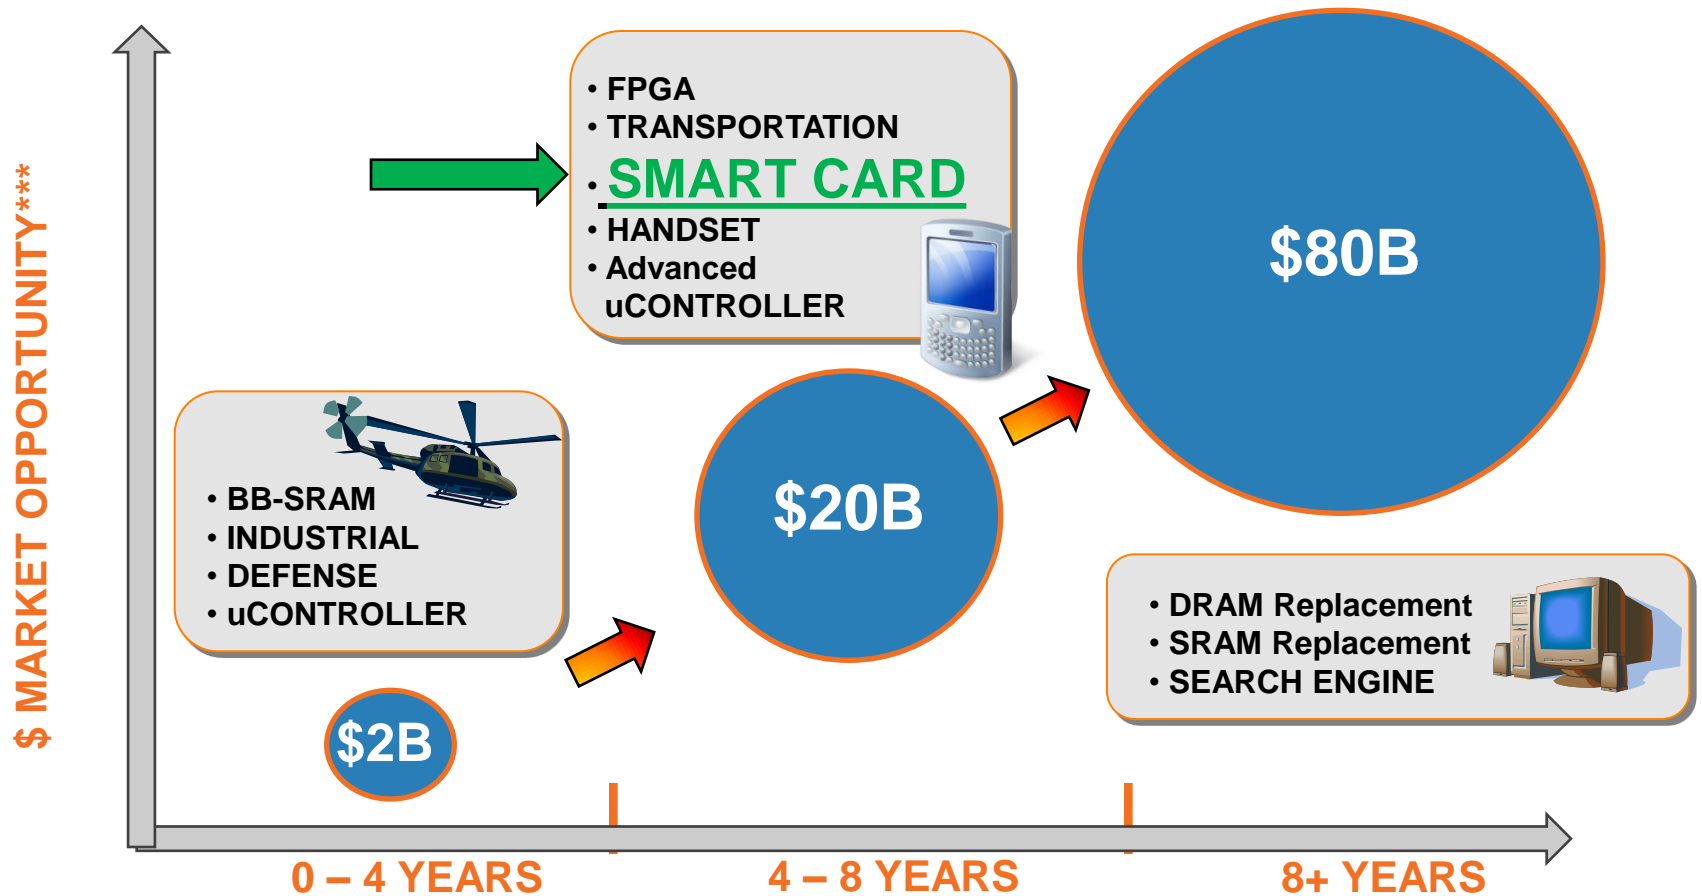 $ MARKET OPPORTUNITY***
• FPGA
• TRANSPORTATION
• SMART CARD
• HANDSET
• Advanced
uCONTROLLER
$80B
• BB-SRAM
• INDUSTRIAL
• DEFENSE
• uCONTROLLER
$20B
• DRAM Replacement
• SRAM Replacement
• SEARCH ENGINE
$2B
0 – 4 YEARS
4 – 8 YEARS
8+ YEARS